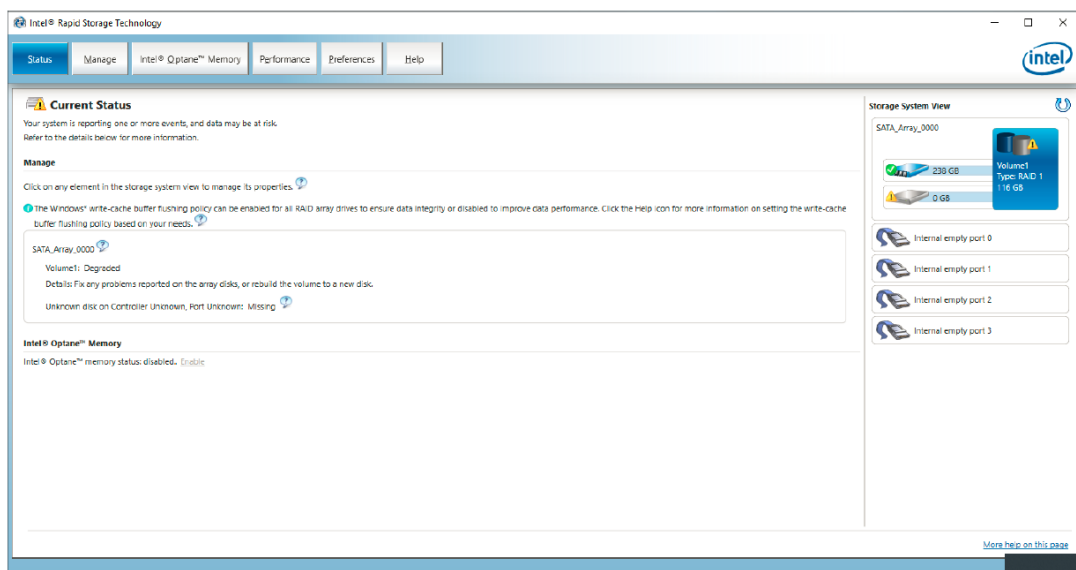 Intel® Rapid Storage Technology
Status
Manage
Intel® Optane™ Memory
Performance
Preferences
Help
intel
Current Status
Your system is reporting one or more events, and data may be at risk.
Refer to the details below for more information.
Manage
Click on any element in the storage system view to manage its properties.
The Windows* write-cache buffer flushing policy can be enabled for all RAID array drives to ensure data integrity or disabled to improve data performance. Click the Help icon for more information on setting the write-cache
buffer flushing policy based on your needs.
SATA_Array_0000
Volume1: Degraded
Details: Fix any problems reported on the array disks, or rebuild the volume to a new disk.
Unknown disk on Controller Unknown, Port Unknown: Missing
Intel® Optane™ Memory
Intel® Optane™ memory status: disabled. Enable
Storage System View
SATA_Array_0000
238 GB
0 GB
Volume1
Type: RAID 1
116 GB
Internal empty port 0
Internal empty port 1
Internal empty port 2
Internal empty port 3
More help on this page